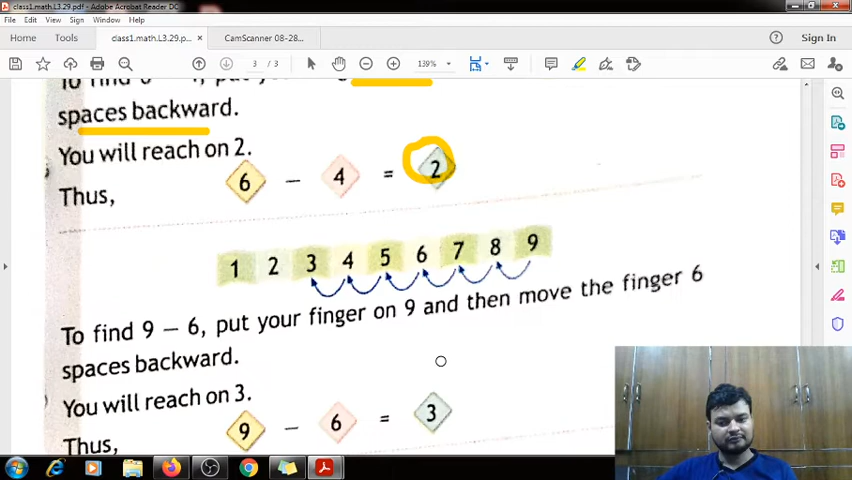 class1.math.L3.29.pdf - Adobe Acrobat Reader DC
File Edit View Sign Window Help
Home Tools class1.math.L3.29.p... × CamScanner 08-28... Sign In
3 / 3 139%
spaces backward.
You will reach on 2.
Thus, 6 – 4 = 2
1 2 3 4 5 6 7 8 9
To find 9 – 6, put your finger on 9 and then move the finger 6
spaces backward.
You will reach on 3.
Thus, 9 – 6 = 3